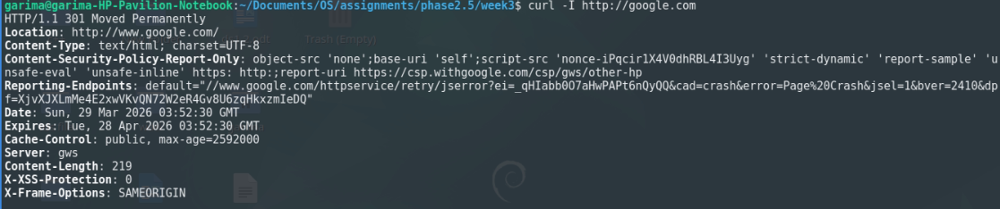 garima@garima-HP-Pavilion-Notebook:~/Documents/OS/assignments/phase2.5/week3$ curl -I http://google.com
HTTP/1.1 301 Moved Permanently
Location: http://www.google.com/
Content-Type: text/html; charset=UTF-8
Trash (Empty)
Content-Security-Policy-Report-Only: object-src 'none';base-uri 'self';script-src 'nonce-iPqcir1X4V0dhRBL4I3Uyg' 'strict-dynamic' 'report-sample' 'u
nsafe-eval' 'unsafe-inline' https: http:;report-uri https://csp.withgoogle.com/csp/gws/other-hp
Reporting-Endpoints: default="//www.google.com/httpservice/retry/jserror?ei=_qHIabb0O7aHwPAPt6nQyQQ&cad=crash&error=Page%20Crash&jsel=1&bver=2410&dp
f=XjvXJXLmMe4E2xwVKvQN72W2eR4Gv8U6zqHkxzmIeDQ"
Date: Sun, 29 Mar 2026 03:52:30 GMT
Expires: Tue, 28 Apr 2026 03:52:30 GMT
Cache-Control: public, max-age=2592000
Server: gws
Content-Length: 219
X-XSS-Protection: 0
X-Frame-Options: SAMEORIGIN